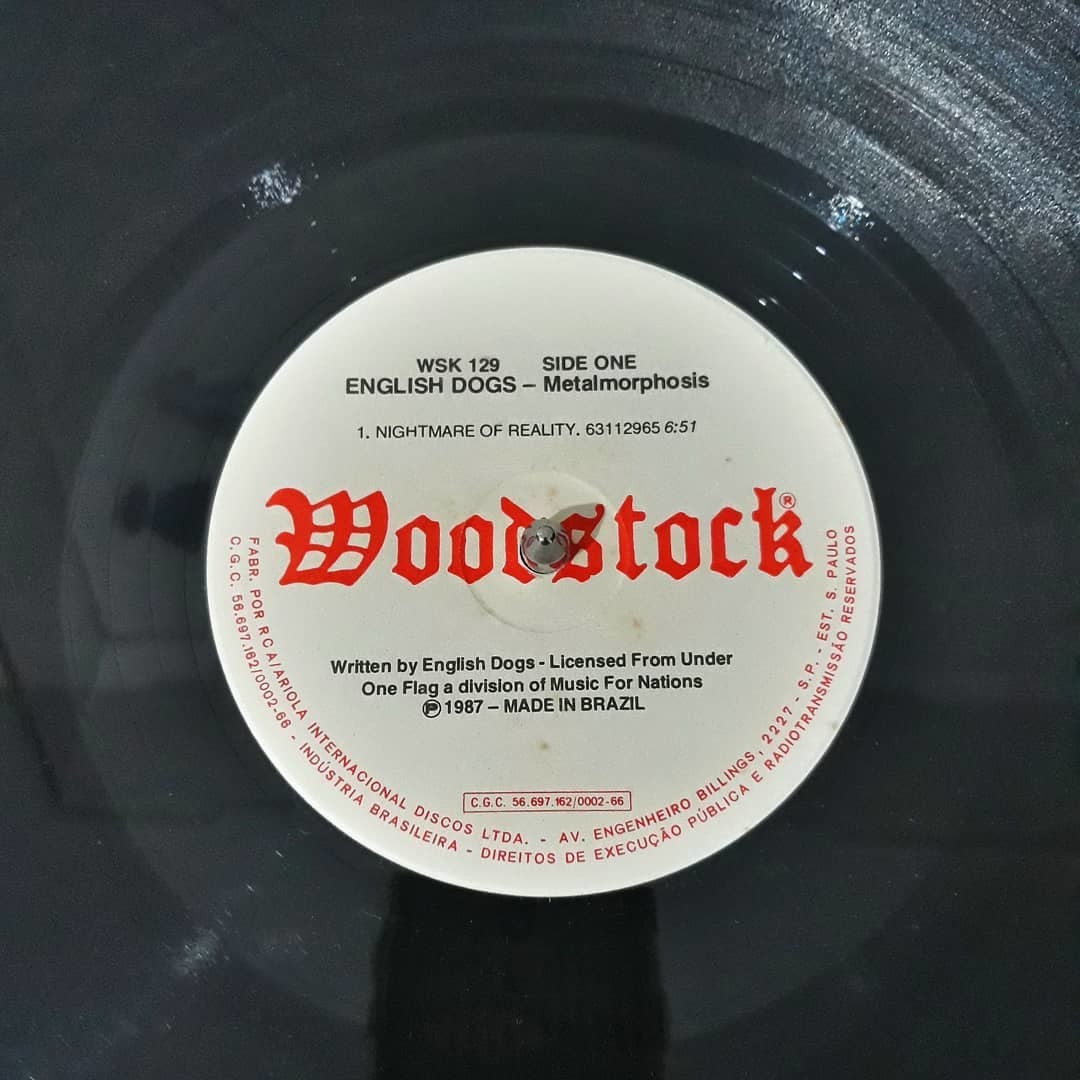 WSK 129 SIDE ONE
ENGLISH DOGS – Metalmorphosis
1. NIGHTMARE OF REALITY. 63112965 6:51
Woodstock®
Written by English Dogs - Licensed From Under
One Flag a division of Music For Nations
℗ 1987 – MADE IN BRAZIL
C.G.C. 56.697.162/0002-66
FABR. POR RCA/ARIOLA INTERNACIONAL DISCOS LTDA. - AV. ENGENHEIRO BILLINGS, 2227 - S.P. - EST. S. PAULO
C.G.C. 56.697.162/0002-66 - INDÚSTRIA BRASILEIRA - DIREITOS DE EXECUÇÃO PÚBLICA E RADIOTRANSMISSÃO RESERVADOS